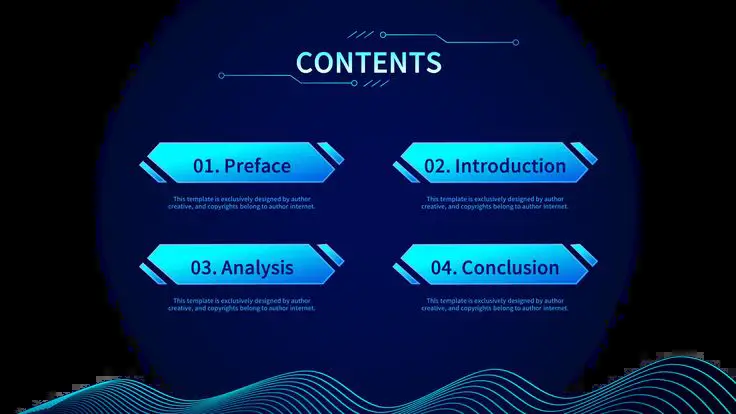 CONTENTS
01. Preface
This template is exclusively designed by author
creative, and copyrights belong to author internet.
02. Introduction
This template is exclusively designed by author
creative, and copyrights belong to author internet.
03. Analysis
This template is exclusively designed by author
creative, and copyrights belong to author internet.
04. Conclusion
This template is exclusively designed by author
creative, and copyrights belong to author internet.